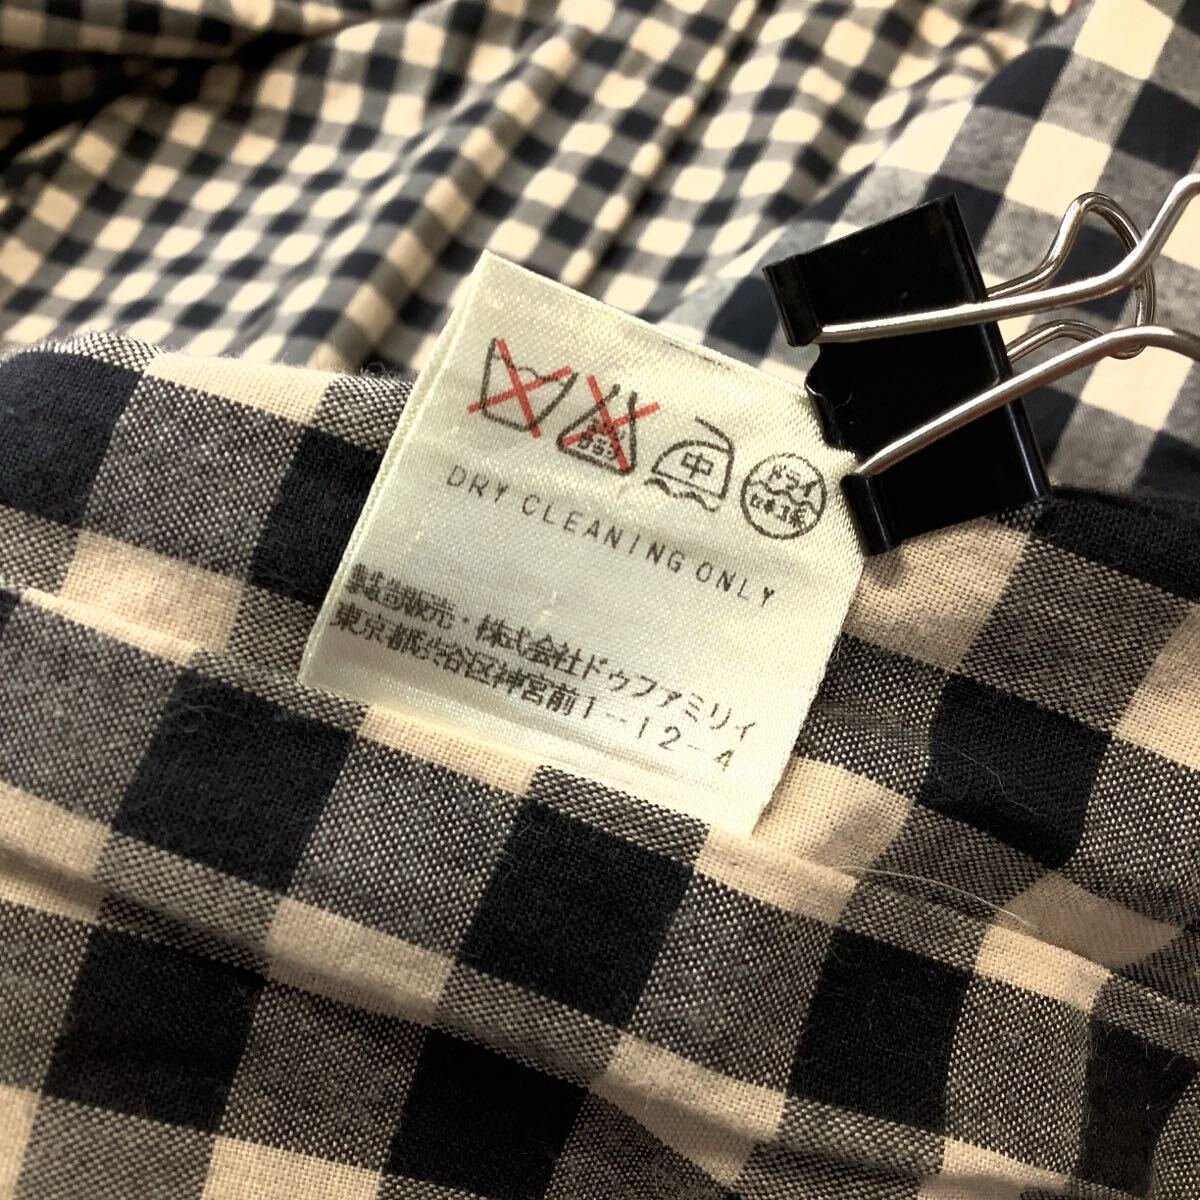 中 ドライ
DRY CLEANING ONLY
製造販売・株式会社ドゥファミリィ
東京都渋谷区神宮前1-12-4